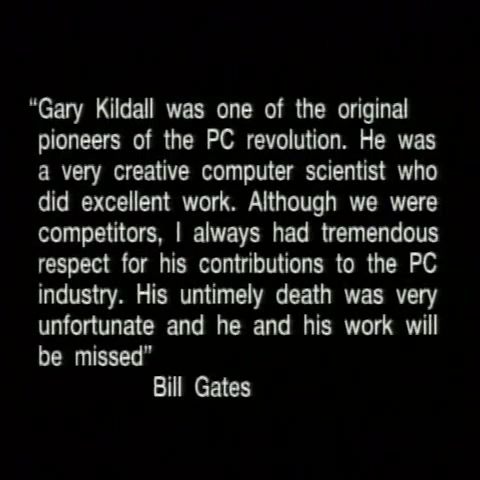 “Gary Kildall was one of the original
pioneers of the PC revolution. He was
a very creative computer scientist who
did excellent work. Although we were
competitors, I always had tremendous
respect for his contributions to the PC
industry. His untimely death was very
unfortunate and he and his work will
be missed”
Bill Gates